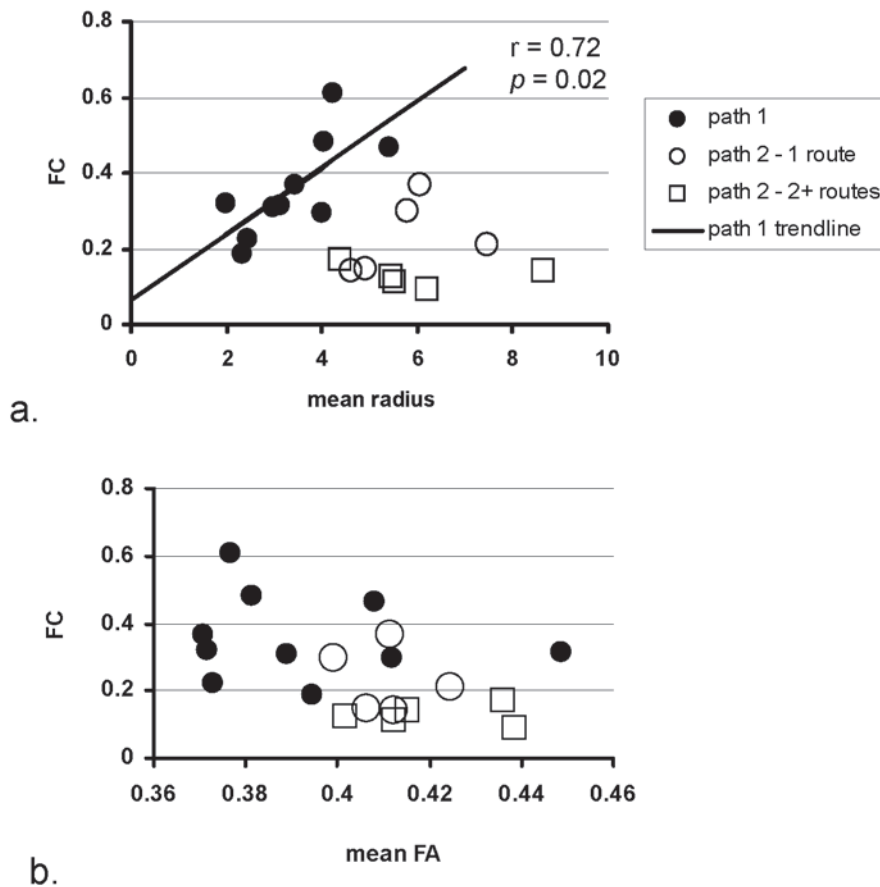 0.8
r = 0.72
p = 0.02
0.6
FC
0.4
0.2
0
0 2 4 6 8 10
mean radius
path 1
path 2 - 1 route
path 2 - 2+ routes
path 1 trendline
a.
0.8
0.6
FC
0.4
0.2
0
0.36 0.38 0.4 0.42 0.44 0.46
mean FA
b.